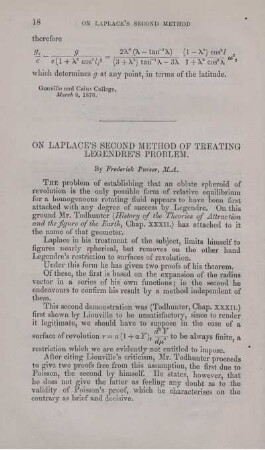 18 ON LAPLACE'S SECOND METHOD
therefore
which determines g at any point, in terms of the latitude.
Gonville and Caius College,
March 9, 1878.
ON LAPLACE'S SECOND METHOD OF TREATING
LEGENDRE'S PROBLEM.
By Frederick Purser, M.A.
THE problem of establishing that an oblate spheroid of
revolution is the only possible form of relative equilibrium
for a homogeneous rotating fluid appears to have been first
attacked with any degree of success by Legendre. On this
ground Mr. Todhunter (History of the Theories of Attraction
and the figure of the Earth, Chap. XXXII.) has attached to it
the name of that geometer.
Laplace in his treatment of the subject, limits himself to
figures nearly spherical, but removes on the other hand
Legendre's restriction to surfaces of revolution.
Under this form he has given two proofs of his theorem.
Of these, the first is based on the expansion of the radius
vector in a series of his own functions; in the second he
endeavours to confirm his result by a method independent of
them.
This second demonstration was (Todhunter, Chap. XXXII.)
first shewn by Liouville to be unsatisfactory, since to render
it legitimate, we should have to suppose in the case of a
surface of revolution r = a (1 + αY), to be always finite, a
restriction which we are evidently not entitled to impose.
After citing Liouville's criticism, Mr. Todhunter proceeds
to give two proofs free from this assumption, the first due to
Poisson, the second by himself. He states, however, that
he does not give the latter as feeling any doubt as to the
validity of Poisson's proof, which he characterises on the
contrary as brief and decisive.